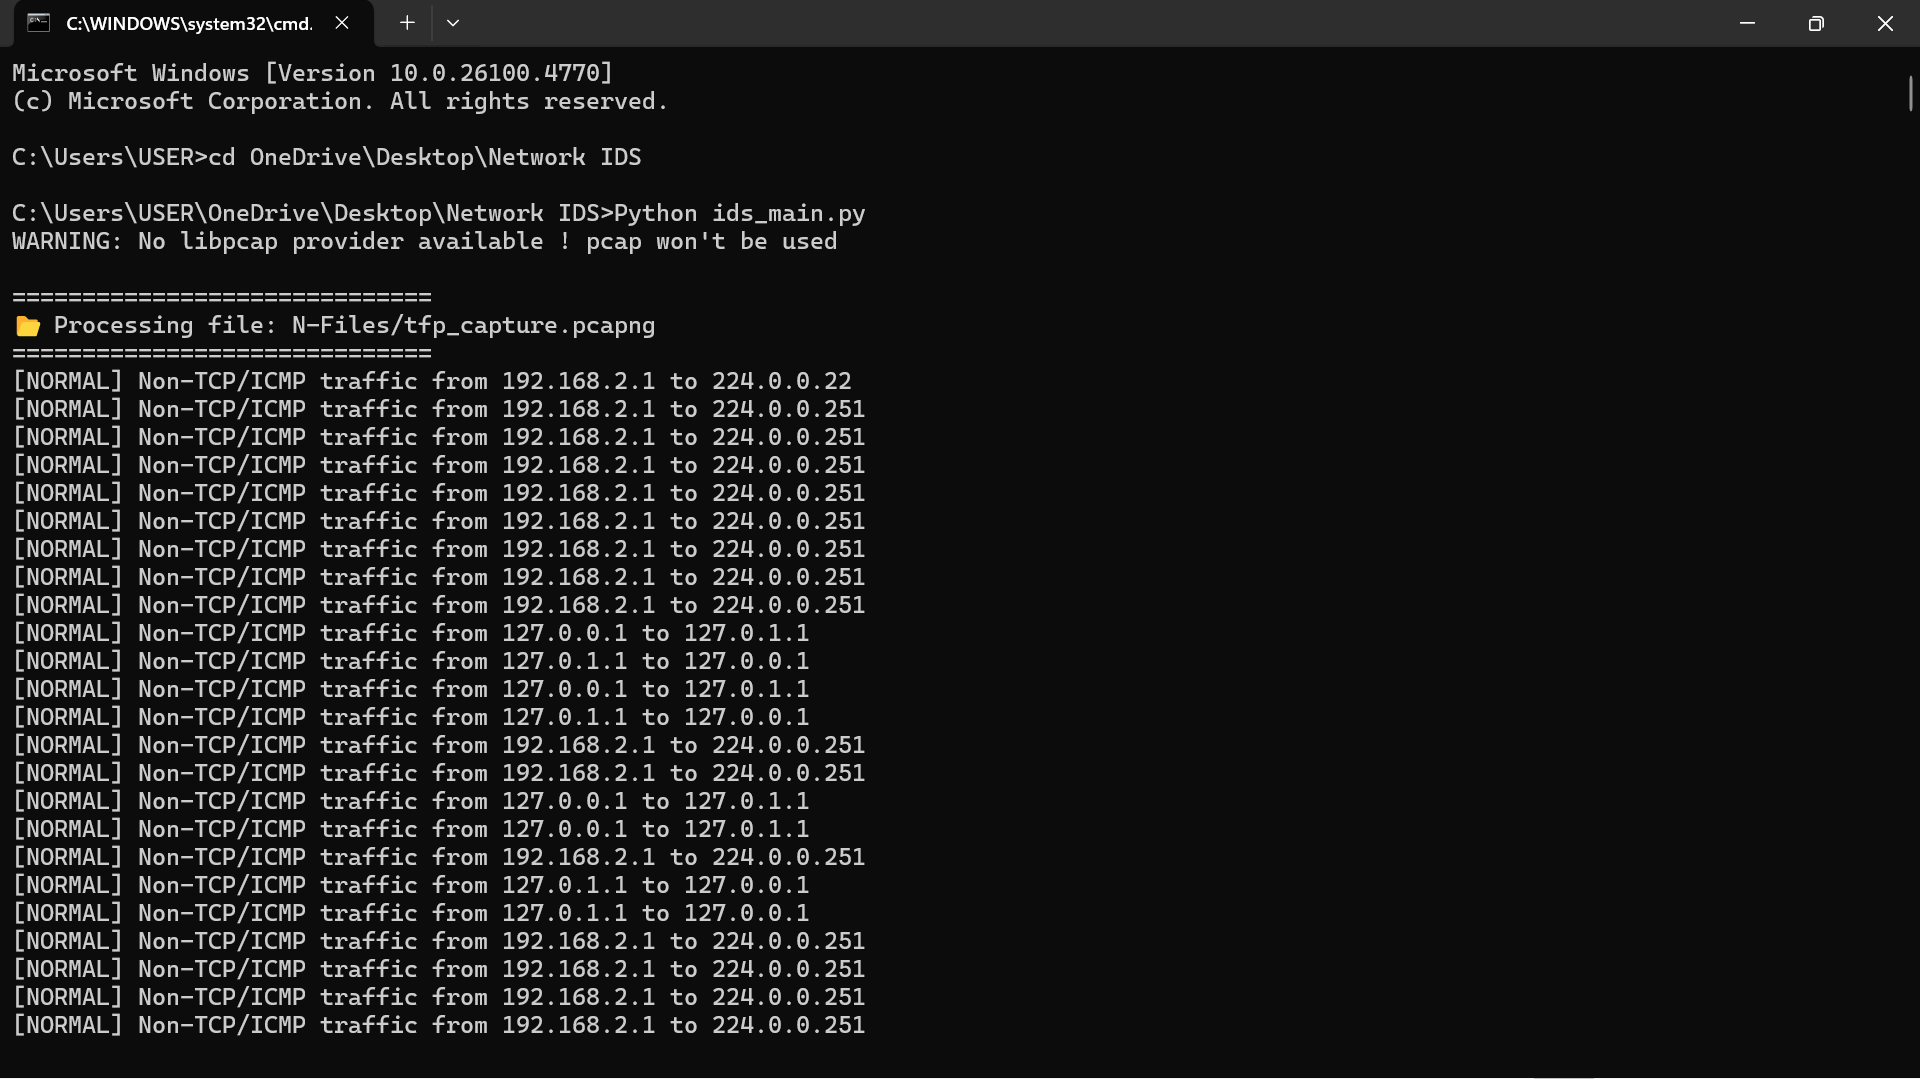 C:\WINDOWS\system32\cmd.
Microsoft Windows [Version 10.0.26100.4770]
(c) Microsoft Corporation. All rights reserved.
C:\Users\USER>cd OneDrive\Desktop\Network IDS
C:\Users\USER\OneDrive\Desktop\Network IDS>Python ids_main.py
WARNING: No libpcap provider available ! pcap won't be used
==============================
📂 Processing file: N-Files/tfp_capture.pcapng
==============================
[NORMAL] Non-TCP/ICMP traffic from 192.168.2.1 to 224.0.0.22
[NORMAL] Non-TCP/ICMP traffic from 192.168.2.1 to 224.0.0.251
[NORMAL] Non-TCP/ICMP traffic from 192.168.2.1 to 224.0.0.251
[NORMAL] Non-TCP/ICMP traffic from 192.168.2.1 to 224.0.0.251
[NORMAL] Non-TCP/ICMP traffic from 192.168.2.1 to 224.0.0.251
[NORMAL] Non-TCP/ICMP traffic from 192.168.2.1 to 224.0.0.251
[NORMAL] Non-TCP/ICMP traffic from 192.168.2.1 to 224.0.0.251
[NORMAL] Non-TCP/ICMP traffic from 192.168.2.1 to 224.0.0.251
[NORMAL] Non-TCP/ICMP traffic from 192.168.2.1 to 224.0.0.251
[NORMAL] Non-TCP/ICMP traffic from 127.0.0.1 to 127.0.1.1
[NORMAL] Non-TCP/ICMP traffic from 127.0.1.1 to 127.0.0.1
[NORMAL] Non-TCP/ICMP traffic from 127.0.0.1 to 127.0.1.1
[NORMAL] Non-TCP/ICMP traffic from 127.0.1.1 to 127.0.0.1
[NORMAL] Non-TCP/ICMP traffic from 192.168.2.1 to 224.0.0.251
[NORMAL] Non-TCP/ICMP traffic from 192.168.2.1 to 224.0.0.251
[NORMAL] Non-TCP/ICMP traffic from 127.0.0.1 to 127.0.1.1
[NORMAL] Non-TCP/ICMP traffic from 127.0.0.1 to 127.0.1.1
[NORMAL] Non-TCP/ICMP traffic from 192.168.2.1 to 224.0.0.251
[NORMAL] Non-TCP/ICMP traffic from 127.0.1.1 to 127.0.0.1
[NORMAL] Non-TCP/ICMP traffic from 127.0.1.1 to 127.0.0.1
[NORMAL] Non-TCP/ICMP traffic from 192.168.2.1 to 224.0.0.251
[NORMAL] Non-TCP/ICMP traffic from 192.168.2.1 to 224.0.0.251
[NORMAL] Non-TCP/ICMP traffic from 192.168.2.1 to 224.0.0.251
[NORMAL] Non-TCP/ICMP traffic from 192.168.2.1 to 224.0.0.251